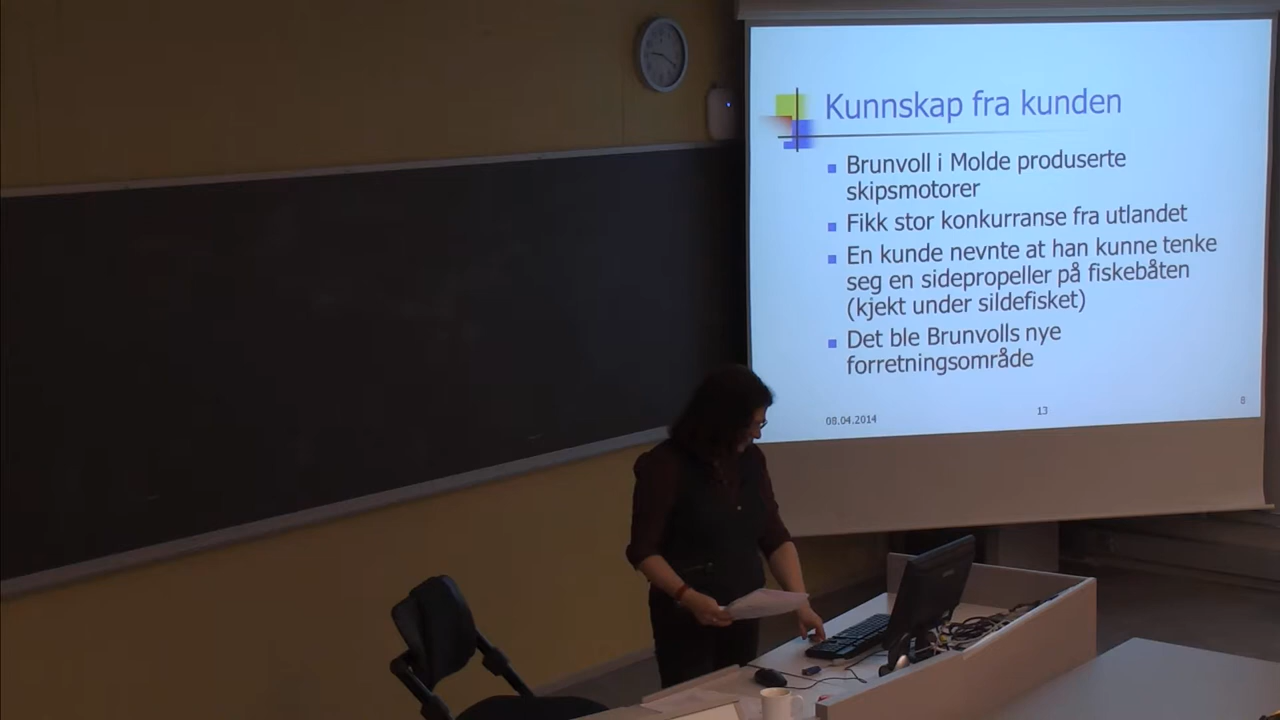 Kunnskap fra kunden
Brunvoll i Molde produserte
skipsmotorer
Fikk stor konkurranse fra utlandet
En kunde nevnte at han kunne tenke
seg en sidepropeller på fiskebåten
(kjekt under sildefisket)
Det ble Brunvolls nye
forretningsområde
08.04.2014
13
8